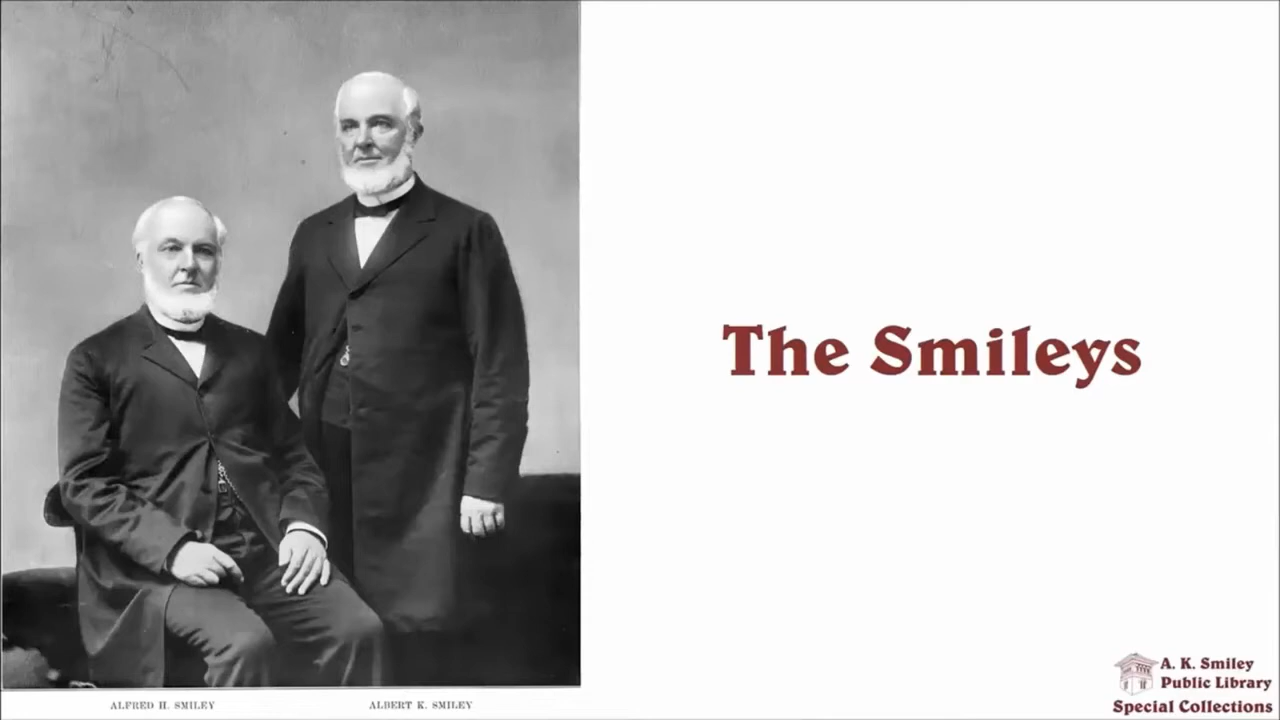 The Smileys
ALFRED H. SMILEY
ALBERT K. SMILEY
A. K. Smiley
Public Library
Special Collections